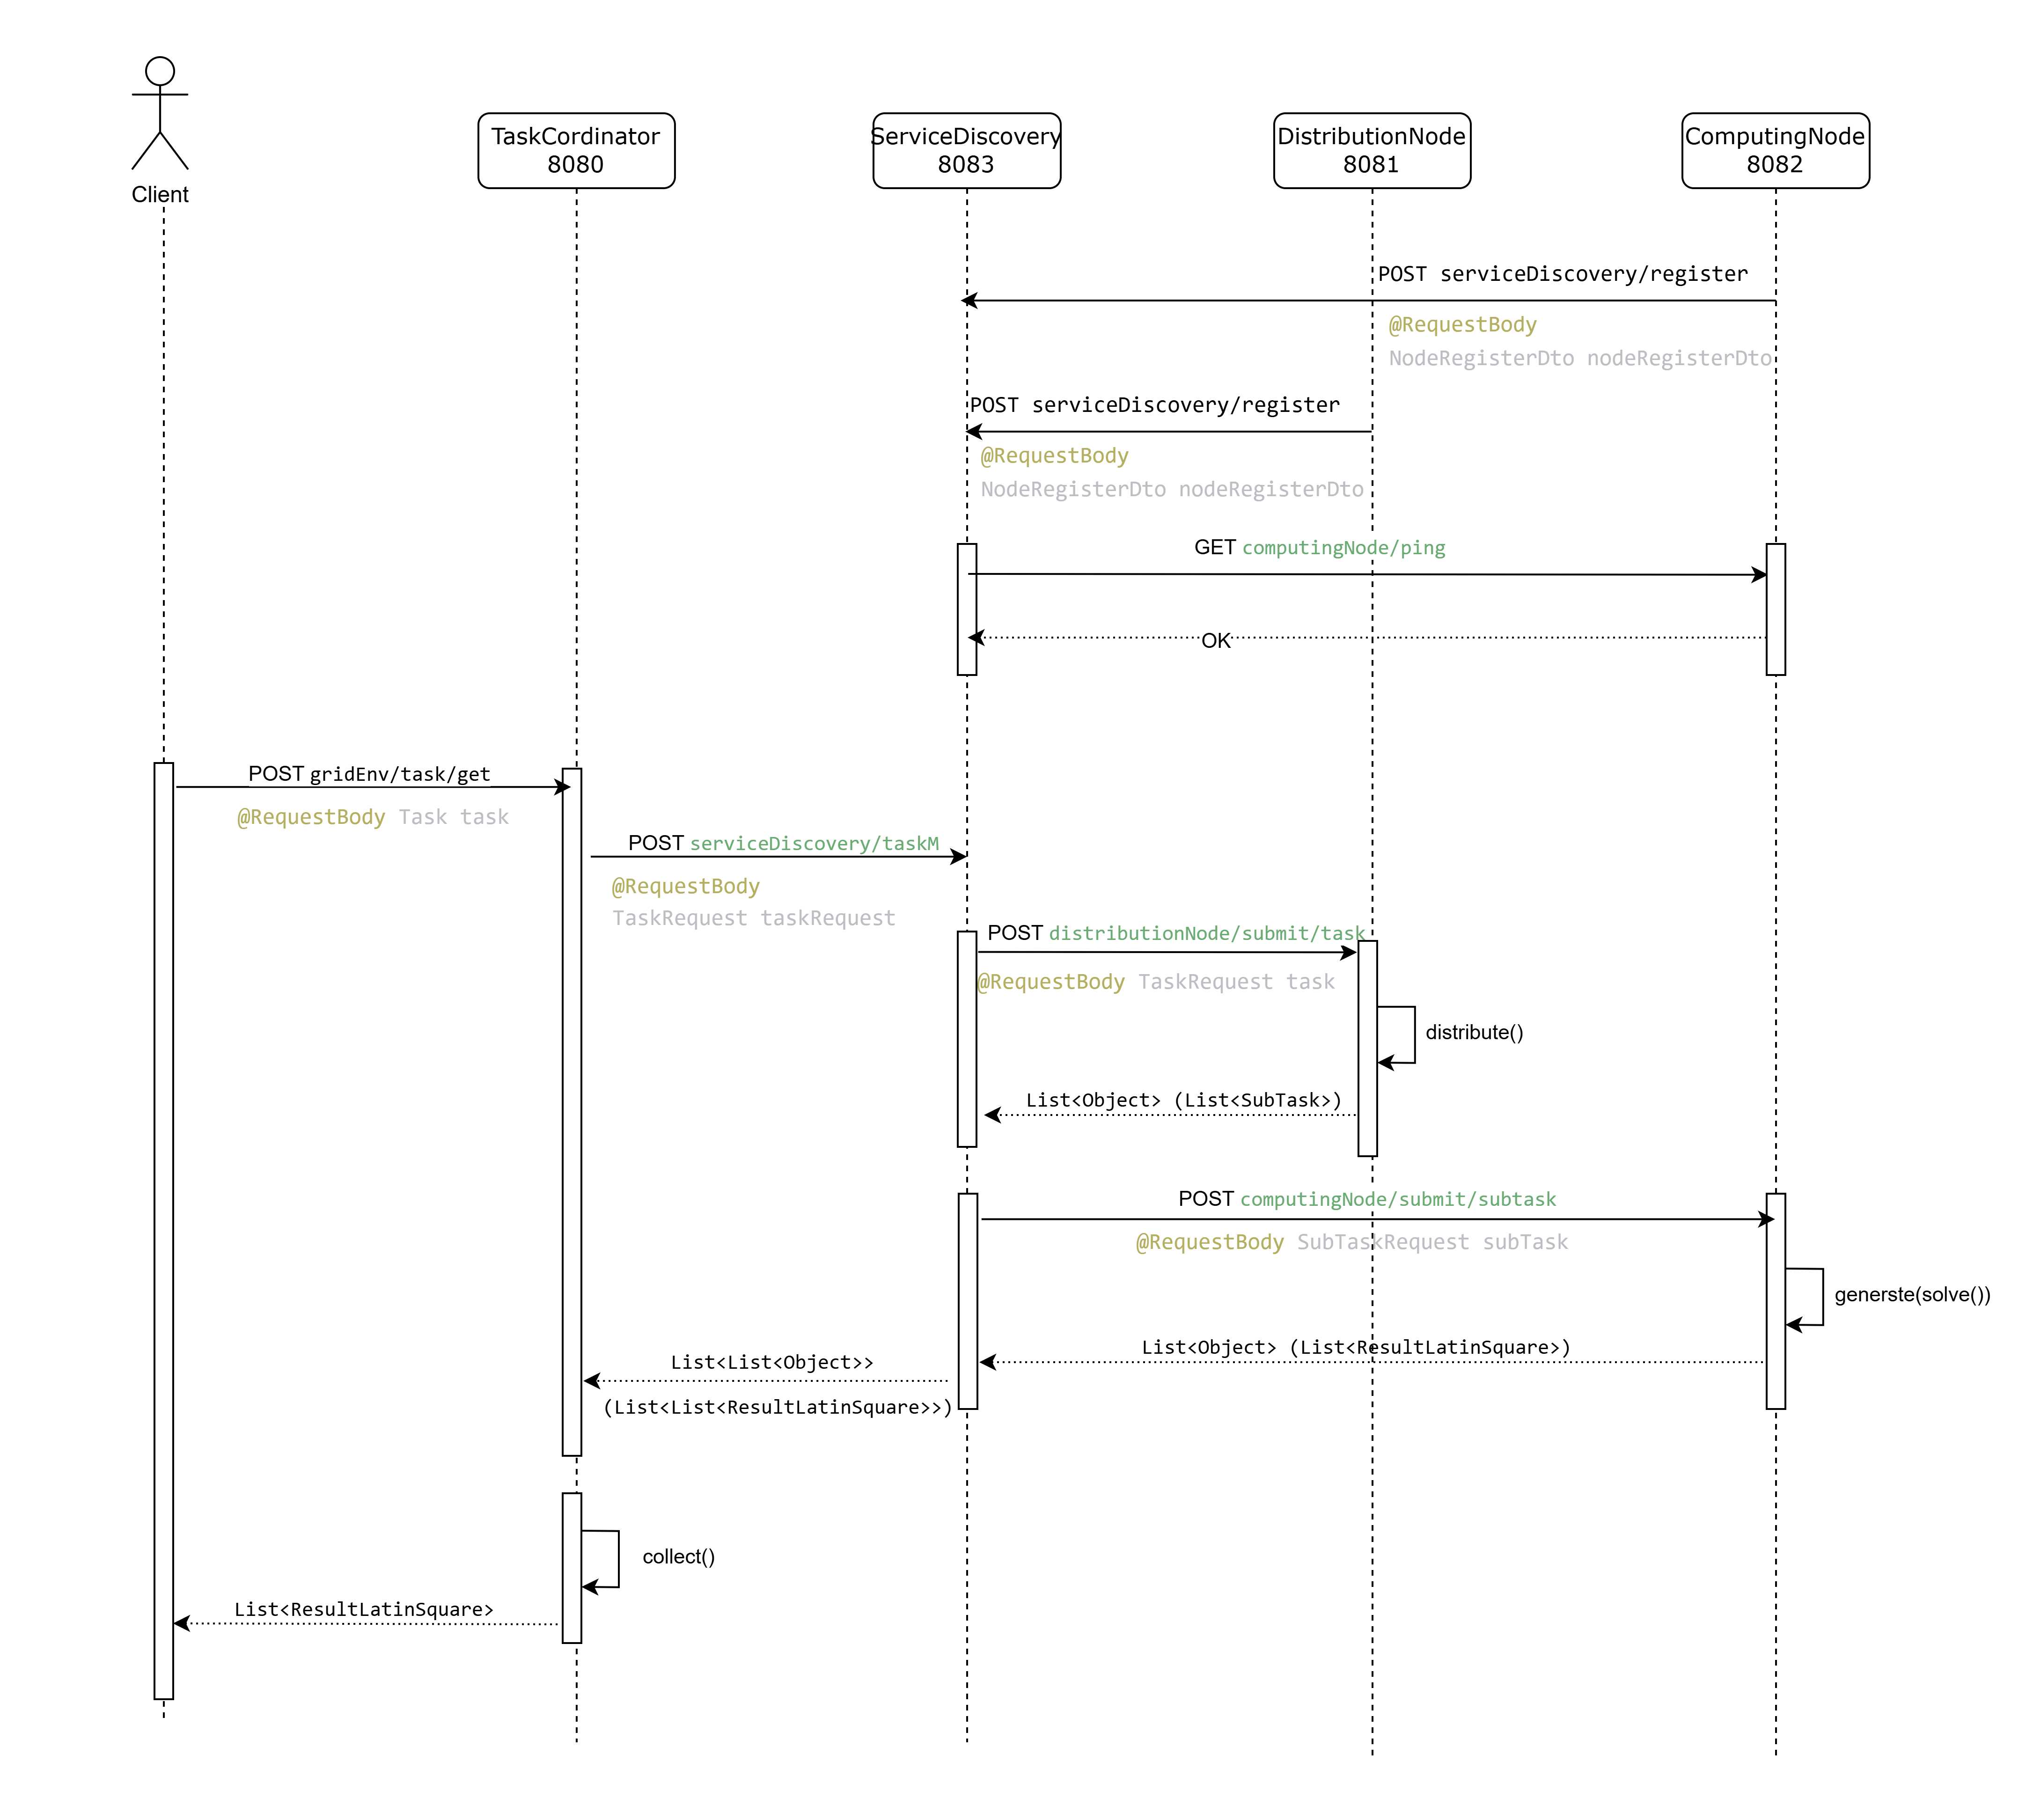 Client
TaskCordinator
8080
ServiceDiscovery
8083
DistributionNode
8081
ComputingNode
8082
POST serviceDiscovery/register
@RequestBody
NodeRegisterDto nodeRegisterDto
POST serviceDiscovery/register
@RequestBody
NodeRegisterDto nodeRegisterDto
GET computingNode/ping
OK
POST gridEnv/task/get
@RequestBody Task task
POST serviceDiscovery/taskM
@RequestBody
TaskRequest taskRequest
POST distributionNode/submit/task
@RequestBody TaskRequest task
distribute()
List<Object> (List<SubTask>)
POST computingNode/submit/subtask
@RequestBody SubTaskRequest subTask
generste(solve())
List<Object> (List<ResultLatinSquare>)
List<List<Object>>
(List<List<ResultLatinSquare>>)
collect()
List<ResultLatinSquare>